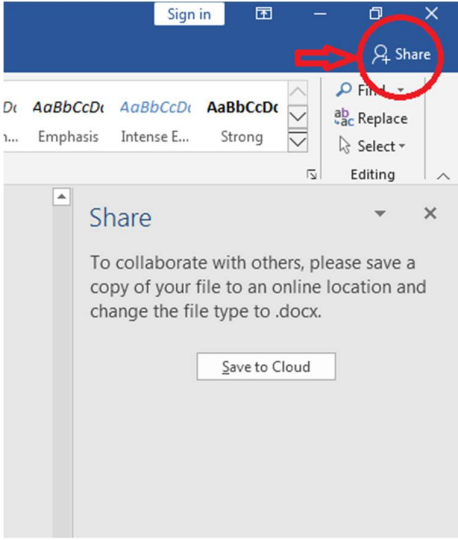 Sign in
Share
Find
AaBbCcDc AaBbCcDc AaBbCcDc
Replace
Emphasis Intense E... Strong
Select
Editing
Share
To collaborate with others, please save a
copy of your file to an online location and
change the file type to .docx.
Save to Cloud